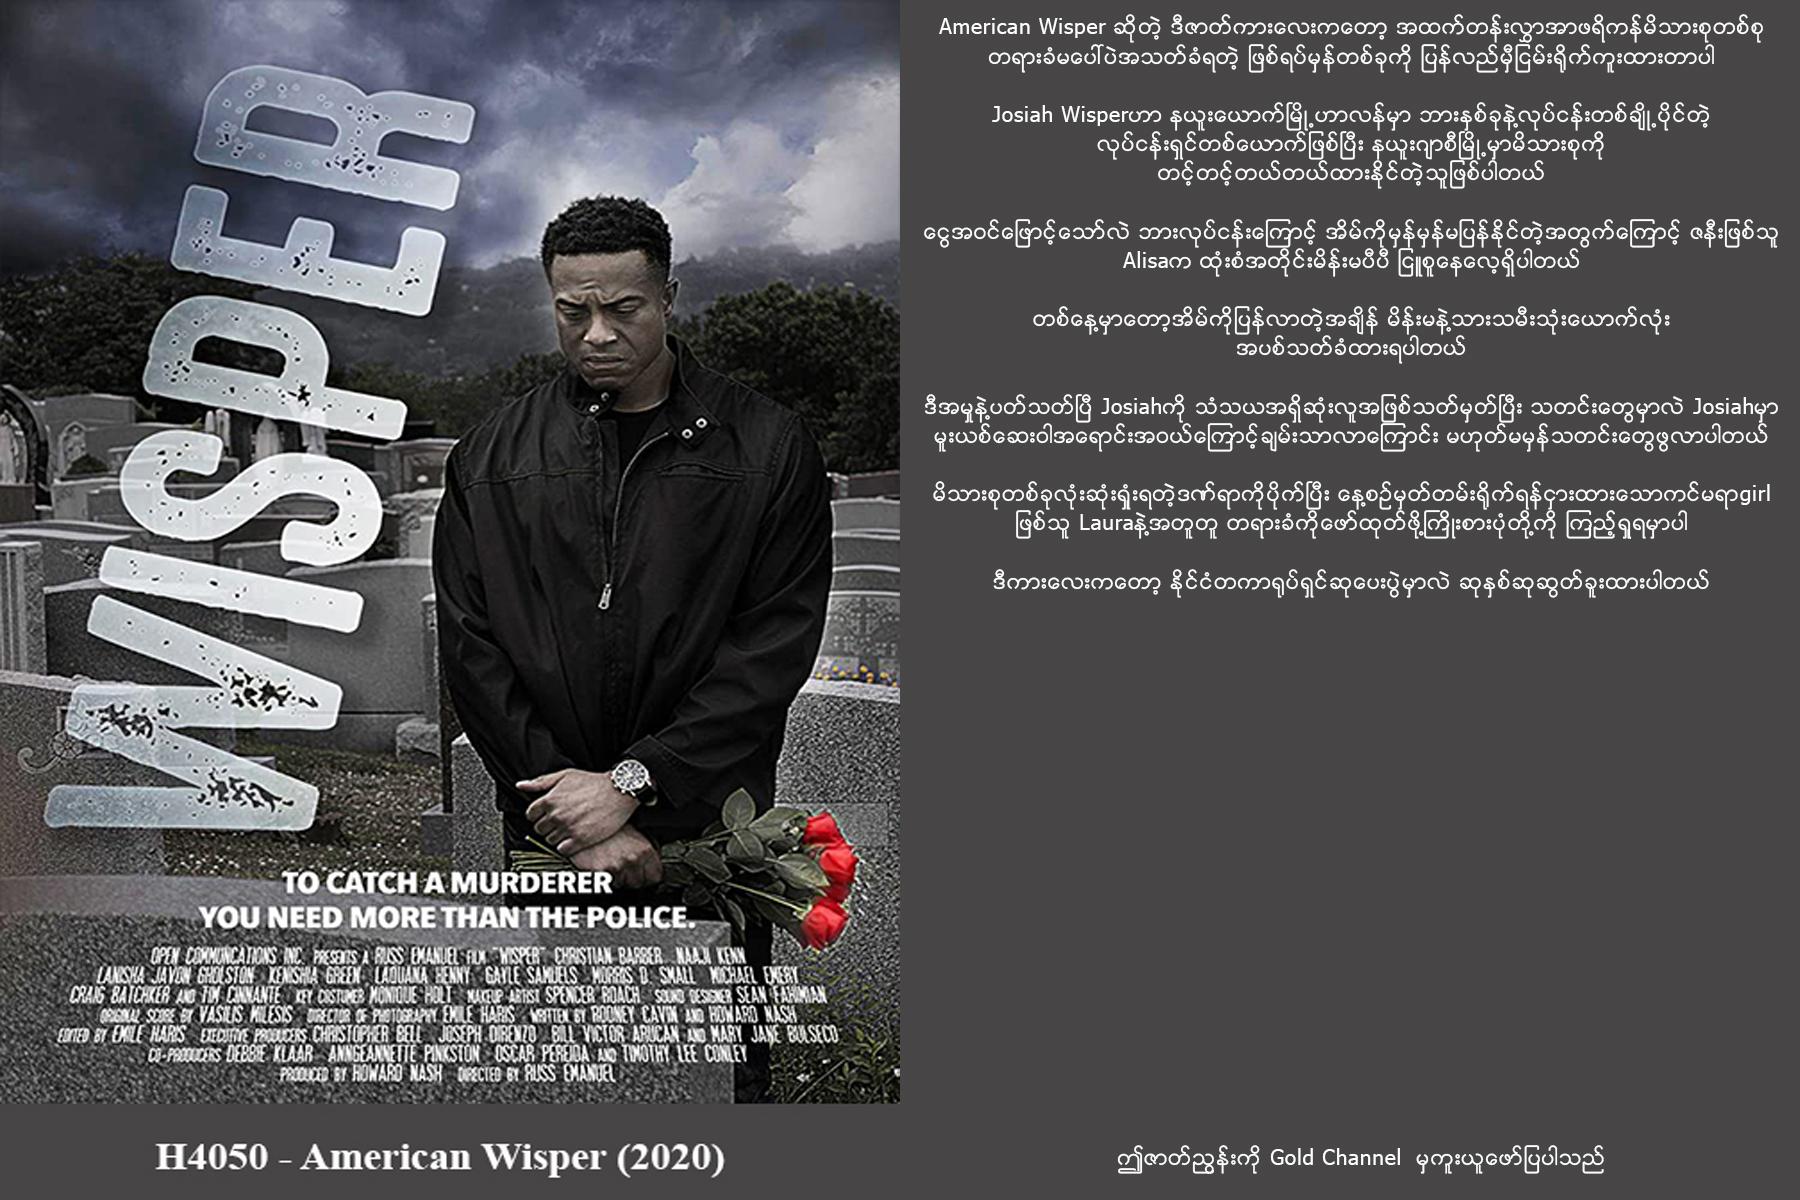 WISPER
TO CATCH A MURDERER
YOU NEED MORE THAN THE POLICE.
OPEN COMMUNCATIONS INC. PRESENTS A RUSS EMANUEL FILM "WISPER" CHRISTIAN BARBER NAAJI KENN
LANISHA JAVON GHOLSTON KENISHIA GREEN LAQUANA HENNY GAYLE SAMUELS MORRIS D. SMALL MICHAEL EMERY
CRAIG BATCHKER AND TIM CINNANTE KEY COSTUMER MONIQUE HOLT MAKEUP ARTIST SPENCER ROACH SOUND DESIGNER SEAN FAHIMIAN
ORIGINAL SCORE BY VASILIS MILESIS DIRECTOR OF PHOTOGRAPHY EMILE HARIS WRITTEN BY RODNEY CAVIN AND HOWARD NASH
EDITED BY EMILE HARIS EXECUTIVE PRODUCERS CHRISTOPHER BELL JOSEPH DIRENZO BILL VICTOR ARUCAN AND MARY JANE BULSECO
CO-PRODUCERS DEBBIE KLAAR ANNGEANNETTE PINKSTON OSCAR PEREIDA AND TIMOTHY LEE CONLEY
PRODUCED BY HOWARD NASH DIRECTED BY RUSS EMANUEL
H4050 - American Wisper (2020)
American Wisper ဆိုတဲ့ ဒီဇာတ်ကားလေးကတော့ အထက်တန်းလွှာအာဖရိကန်မိသားစုတစ်စု
တရားခံမပေါ်ပဲအသတ်ခံရတဲ့ ဖြစ်ရပ်မှန်တစ်ခုကို ပြန်လည်မှီငြမ်းရိုက်ကူးထားတာပါ
Josiah Wisperဟာ နယူးယောက်မြို့ဟာလန်မှာ ဘားနစ်ခုနဲ့လုပ်ငန်းတစ်ချို့ပိုင်တဲ့
လုပ်ငန်းရှင်တစ်ယောက်ဖြစ်ပြီး နယူးဂျာစီမြို့မှာမိသားစုကို
တင့်တင့်တယ်တယ်ထားနိုင်တဲ့သူဖြစ်ပါတယ်
ငွေအဝင်ဖြောင့်သော်လဲ ဘားလုပ်ငန်းကြောင့် အိမ်ကိုမှန်မှန်မပြန်နိုင်တဲ့အတွက်ကြောင့် ဇနီးဖြစ်သူ
Alisaက ထုံးစံအတိုင်းမိန်းမပီပီ ငြူစူနေလေ့ရှိပါတယ်
တစ်နေ့မှာတော့အိမ်ကိုပြန်လာတဲ့အချိန် မိန်းမနဲ့သားသမီးသုံးယောက်လုံး
အပစ်သတ်ခံထားရပါတယ်
ဒီအမှုနဲ့ပတ်သတ်ပြီ Josiahကို သံသယအရှိဆုံးလူအဖြစ်သတ်မှတ်ပြီး သတင်းတွေမှာလဲ Josiahမှာ
မူးယစ်ဆေးဝါအရောင်းအဝယ်ကြောင့်ချမ်းသာလာကြောင်း မဟုတ်မမှန်သတင်းတွေဖွလာပါတယ်
မိသားစုတစ်ခုလုံးဆုံးရှုံးရတဲ့ဒဏ်ရာကိုပိုက်ပြီး နေ့စဉ်မှတ်တမ်းရိုက်ရန်ငှားထားသောကင်မရာgirl
ဖြစ်သူ Lauraနဲ့အတူတူ တရားခံကိုဖော်ထုတ်ဖို့ကြိုးစားပုံတို့ကို ကြည့်ရှုရမှာပါ
ဒီကားလေးကတော့ နိုင်ငံတကာရုပ်ရှင်ဆုပေးပွဲမှာလဲ ဆုနှစ်ဆုဆွတ်ခူးထားပါတယ်
ဤဇာတ်ညွှန်းကို Gold Channel မှကူးယူဖော်ပြပါသည်